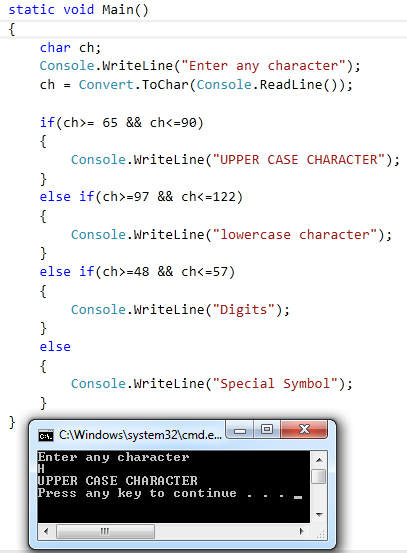 static void Main()
{
char ch;
Console.WriteLine("Enter any character");
ch = Convert.ToChar(Console.ReadLine());
if(ch>= 65 && ch<=90)
{
Console.WriteLine("UPPER CASE CHARACTER");
}
else if(ch>=97 && ch<=122)
{
Console.WriteLine("lowercase character");
}
else if(ch>=48 && ch<=57)
{
Console.WriteLine("Digits");
}
else
{
Console.WriteLine("Special Symbol");
}
}
C:\Windows\system32\cmd.e...
Enter any character
H
UPPER CASE CHARACTER
Press any key to continue . . . _